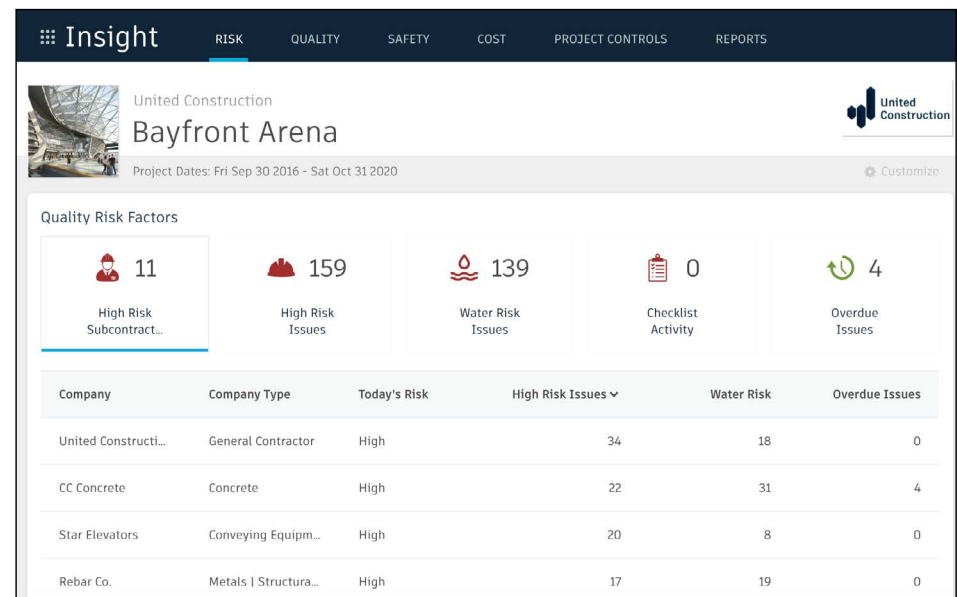 Insight RISK QUALITY SAFETY COST PROJECT CONTROLS REPORTS
United Construction
Bayfront Arena
United
Construction
Project Dates: Fri Sep 30 2016 - Sat Oct 31 2020 Customize
Quality Risk Factors
11 159 139 0 4
High Risk High Risk Water Risk Checklist Overdue
Subcontract... Issues Issues Activity Issues
Company Company Type Today's Risk High Risk Issues Water Risk Overdue Issues
United Constructi... General Contractor High 34 18 0
CC Concrete Concrete High 22 31 4
Star Elevators Conveying Equipm... High 20 8 0
Rebar Co. Metals | Structura... High 17 19 0